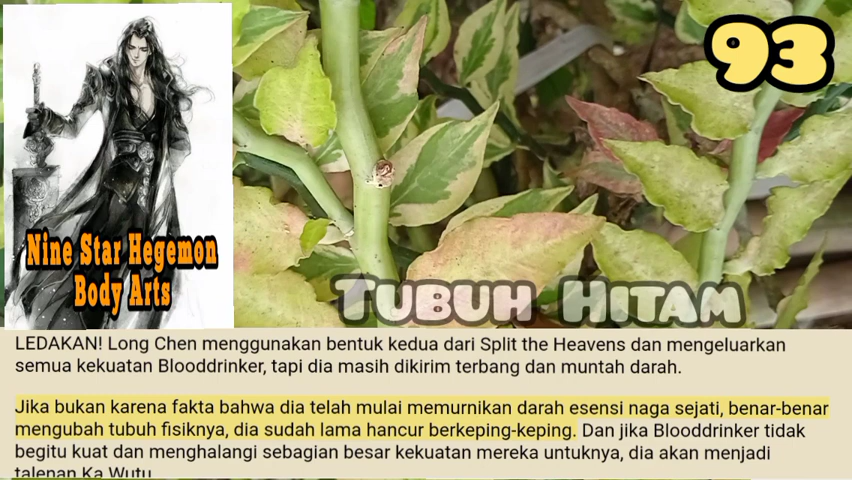 93
Nine Star Hegemon
Body Arts
Tubuh Hitam
LEDAKAN! Long Chen menggunakan bentuk kedua dari Split the Heavens dan mengeluarkan
semua kekuatan Blooddrinker, tapi dia masih dikirim terbang dan muntah darah.
Jika bukan karena fakta bahwa dia telah mulai memurnikan darah esensi naga sejati, benar-benar
mengubah tubuh fisiknya, dia sudah lama hancur berkeping-keping. Dan jika Blooddrinker tidak
begitu kuat dan menghalangi sebagian besar kekuatan mereka untuknya, dia akan menjadi
talenan Ka Wutu